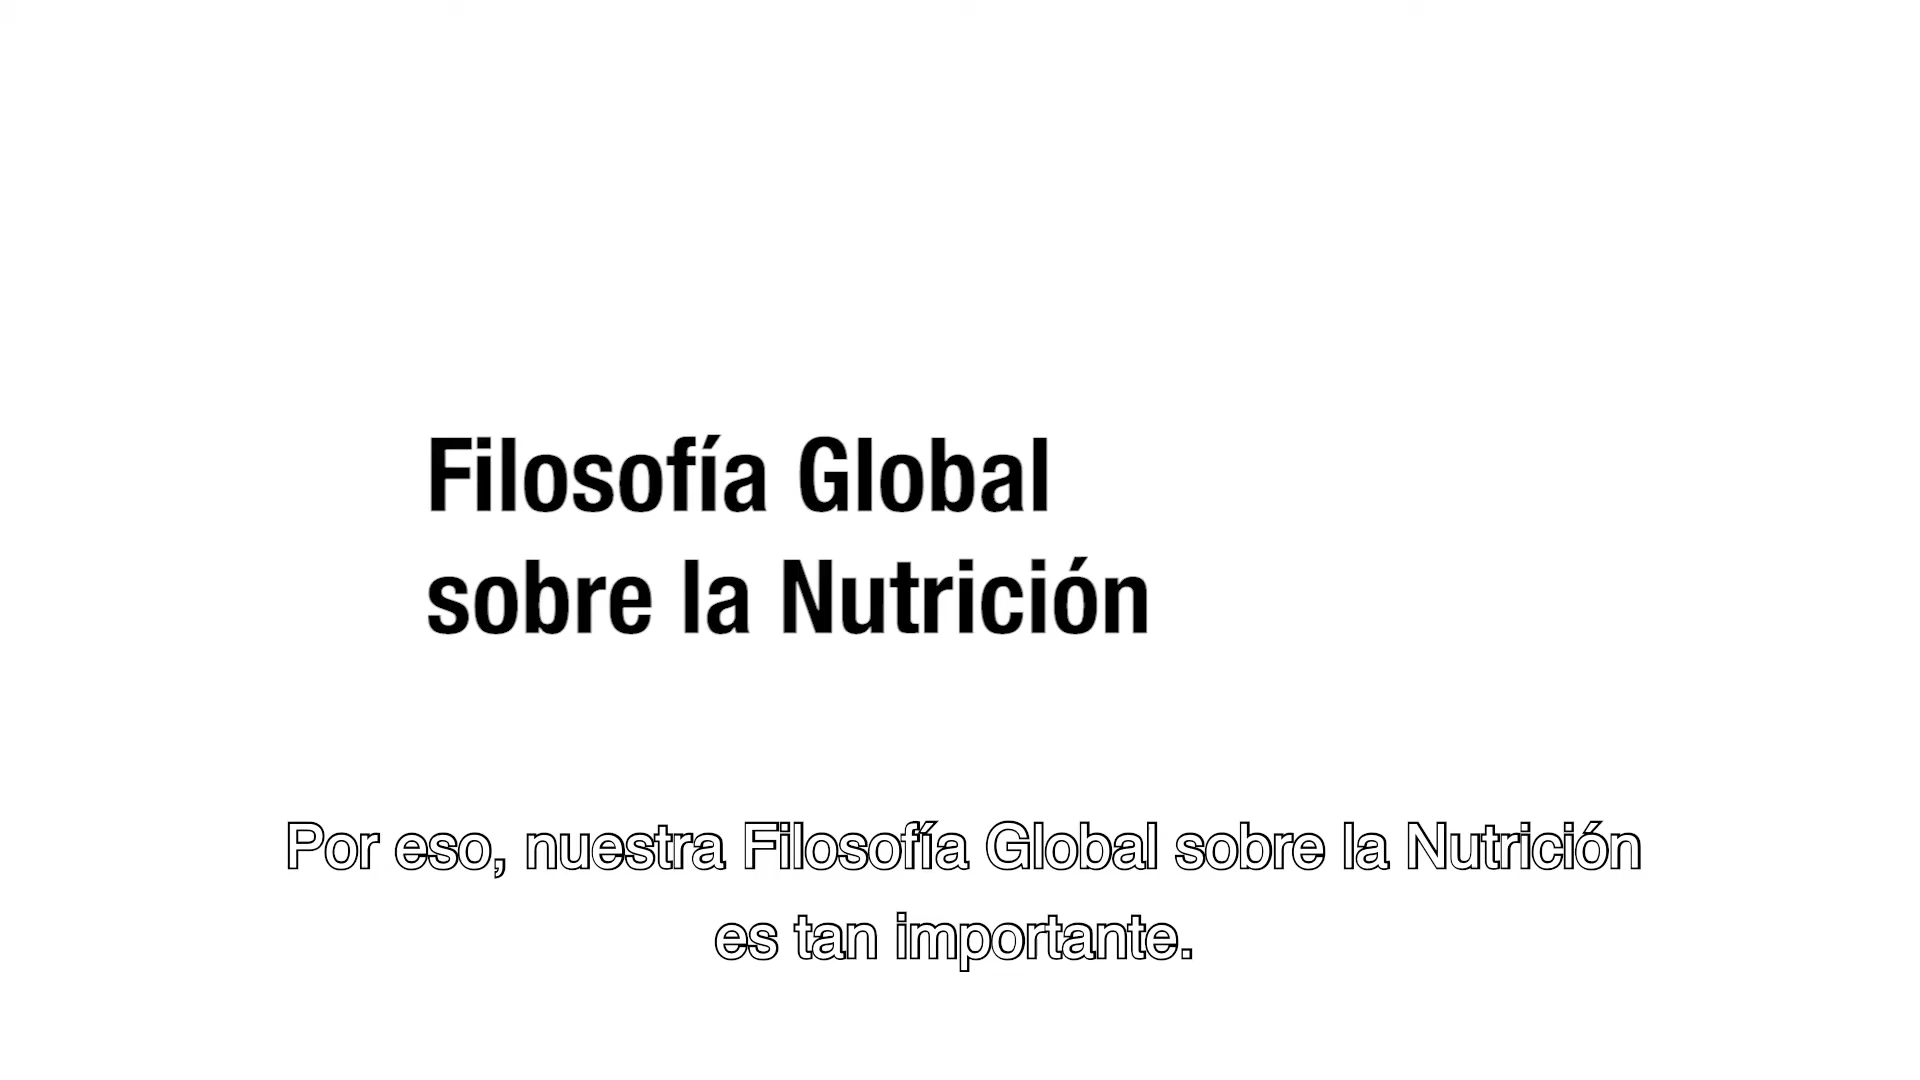 Filosofía Global
sobre la Nutrición
Por eso, nuestra Filosofía Global sobre la Nutrición
es tan importante.